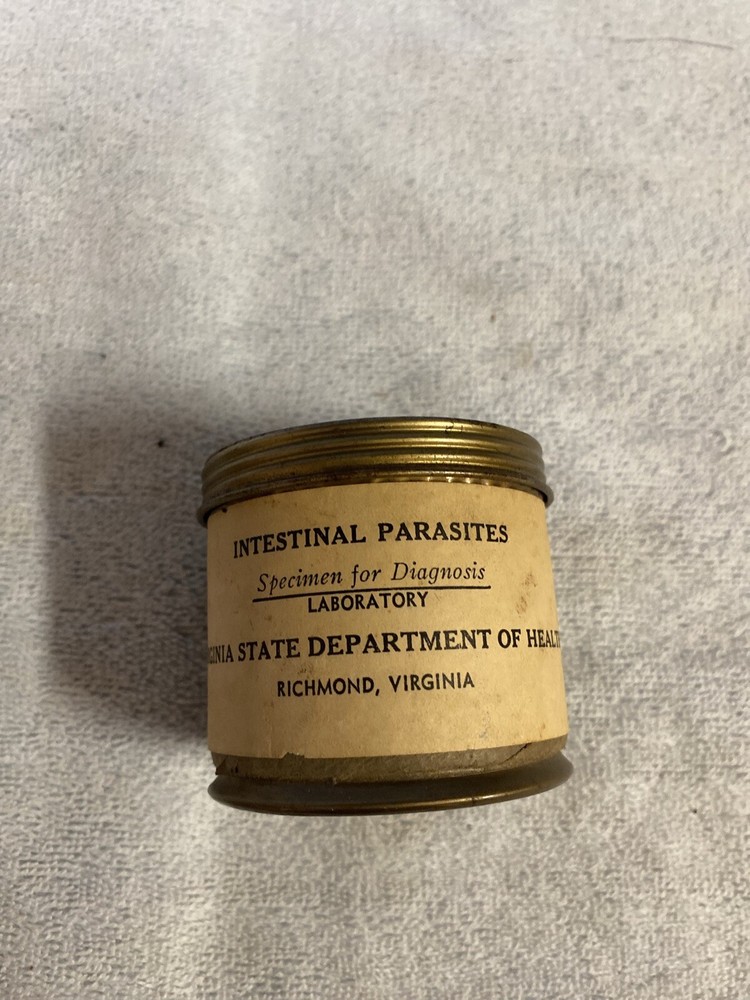 INTESTINAL PARASITES
Specimen for Diagnosis
LABORATORY
STATE DEPARTMENT OF
RICHMOND, VIRGINIA